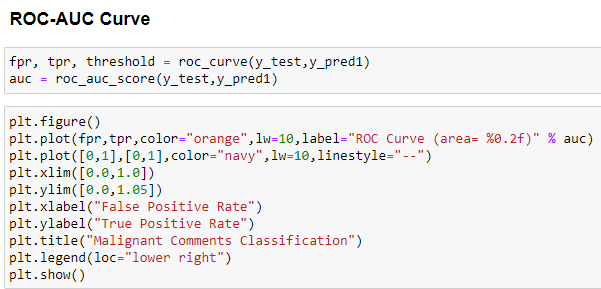 ROC-AUC Curve
fpr, tpr, threshold = roc_curve(y_test,y_pred1)
auc = roc_auc_score(y_test,y_pred1)
plt.figure()
plt.plot(fpr,tpr,color="orange",lw=10,label="ROC Curve (area= %0.2f)" % auc)
plt.plot([0,1],[0,1],color="navy",lw=10,linestyle="--")
plt.xlim([0.0,1.0])
plt.ylim([0.0,1.05])
plt.xlabel("False Positive Rate")
plt.ylabel("True Positive Rate")
plt.title("Malignant Comments Classification")
plt.legend(loc="lower right")
plt.show()